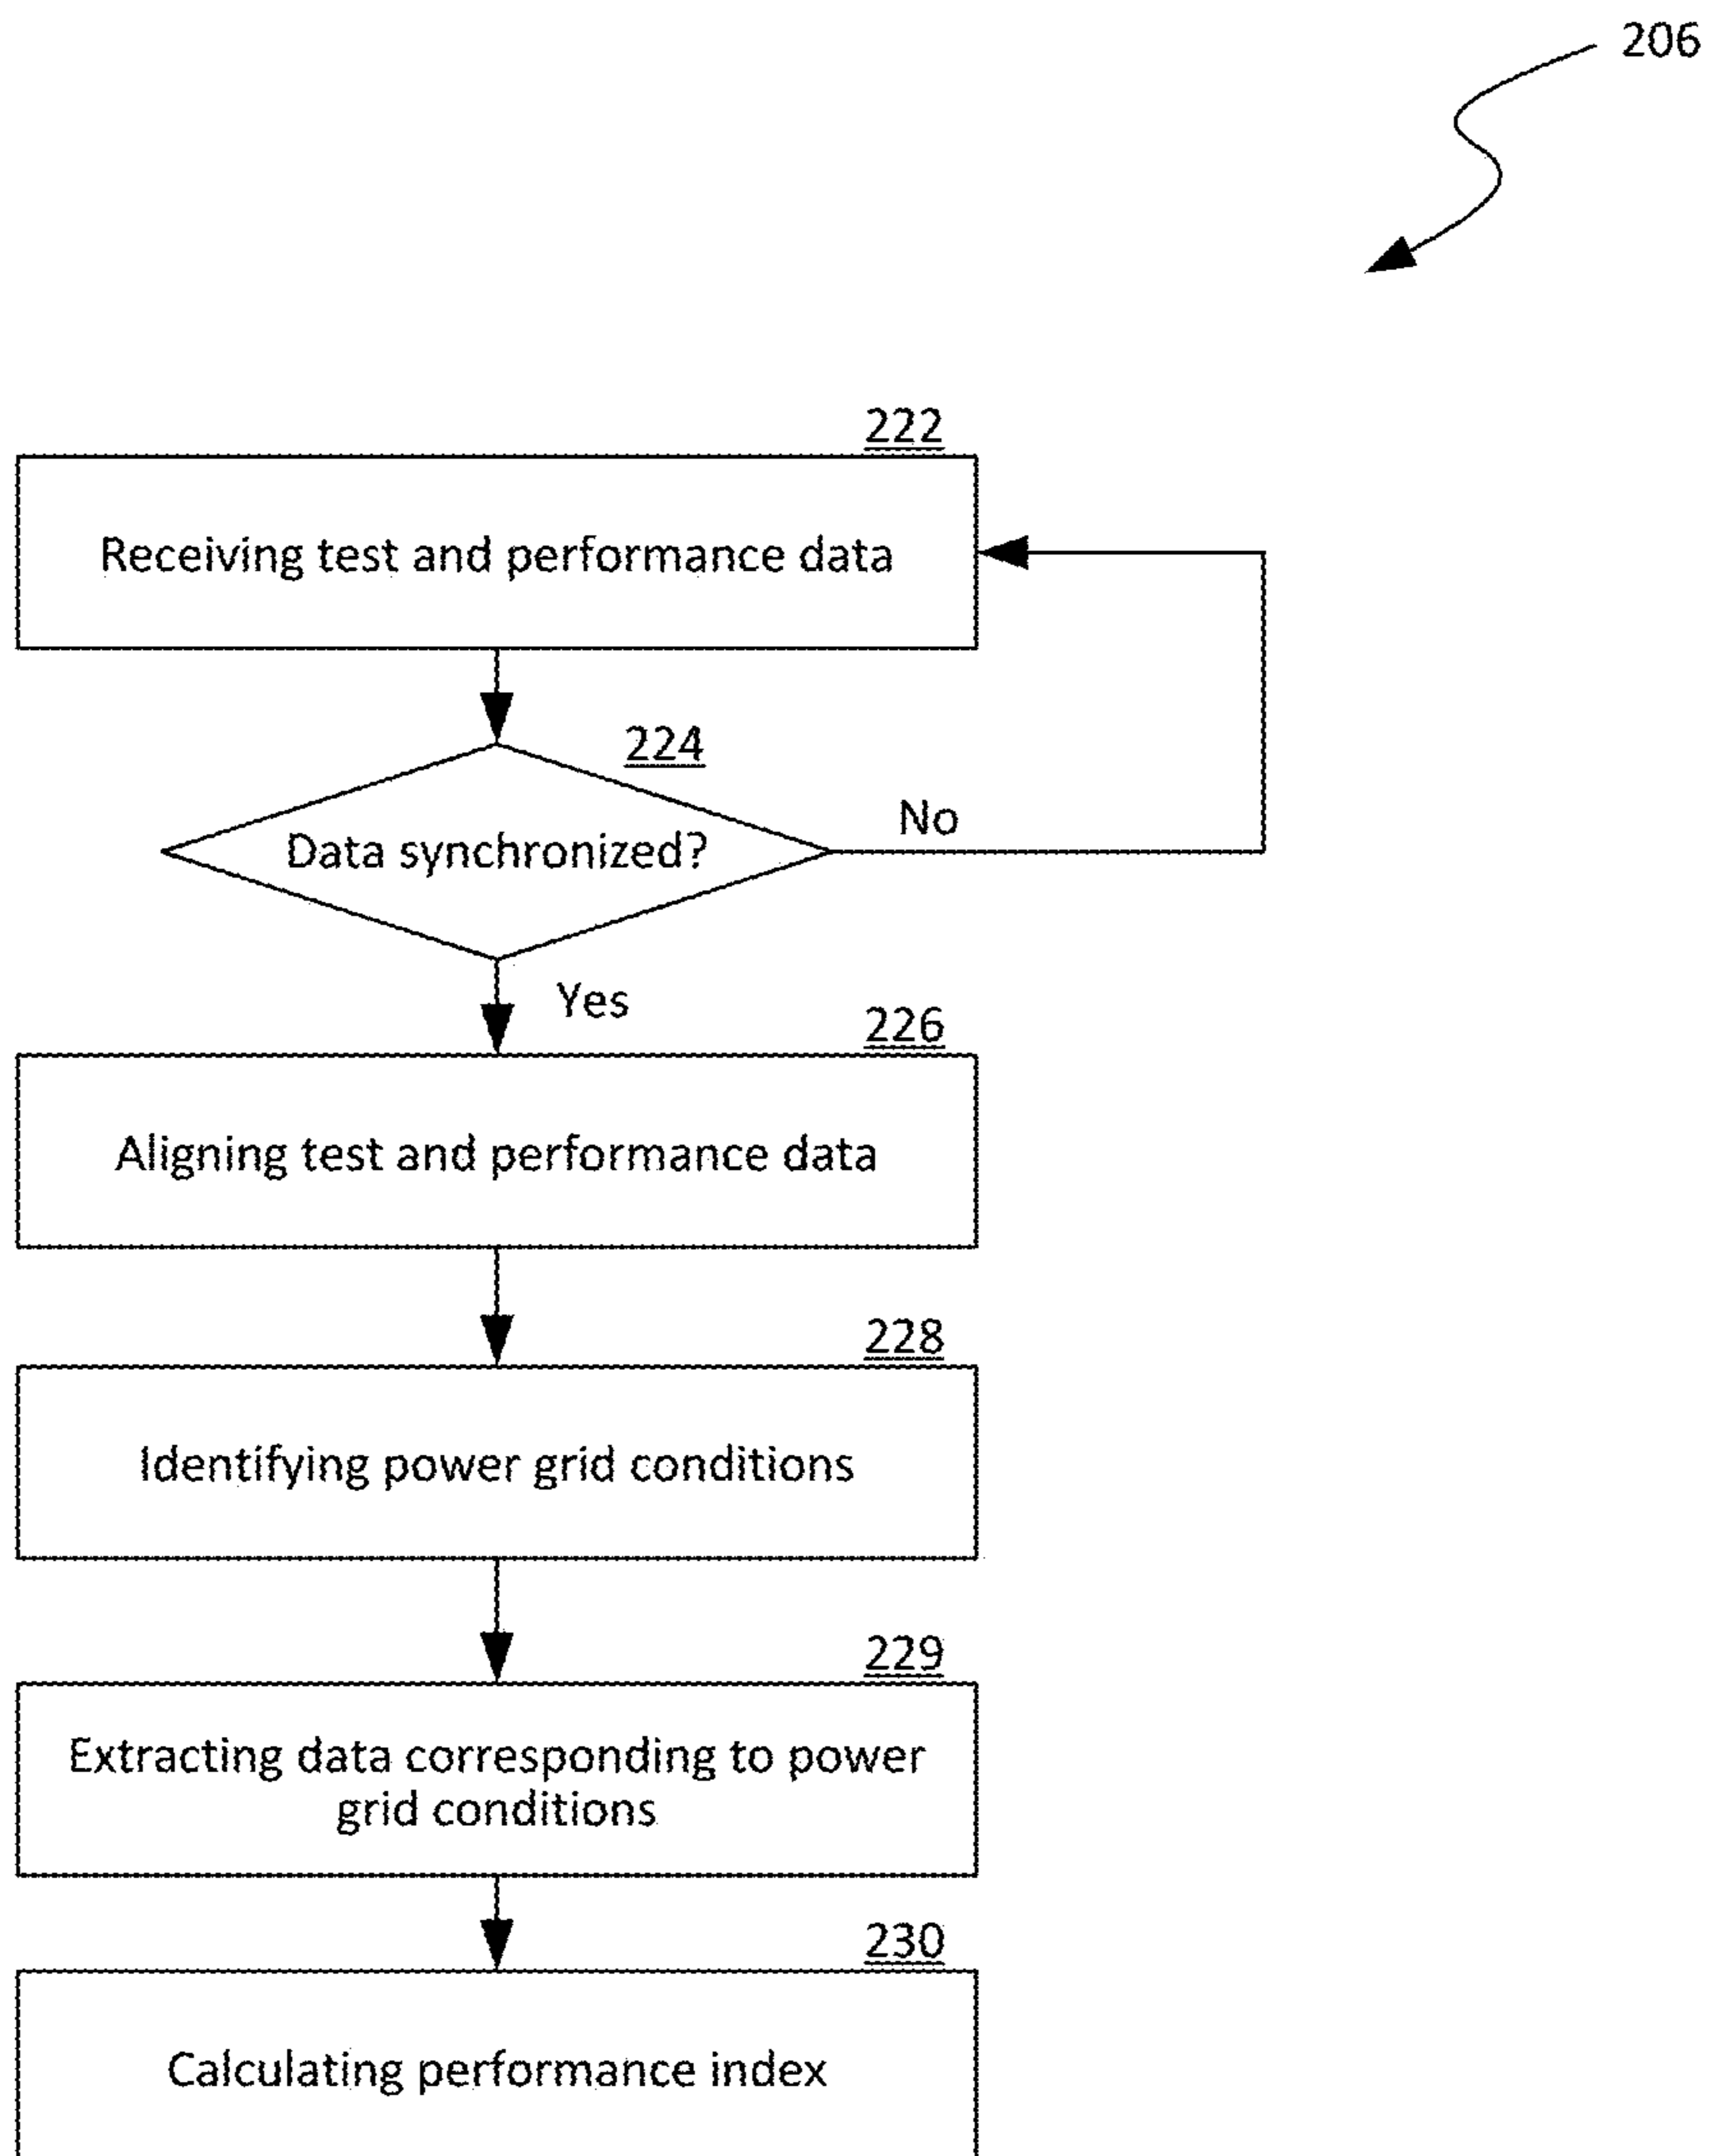 206
222
Receiving test and performance data
224
Data synchronized?
No
Yes
226
Aligning test and performance data
228
Identifying power grid conditions
229
Extracting data corresponding to power
grid conditions
230
Calculating performance index